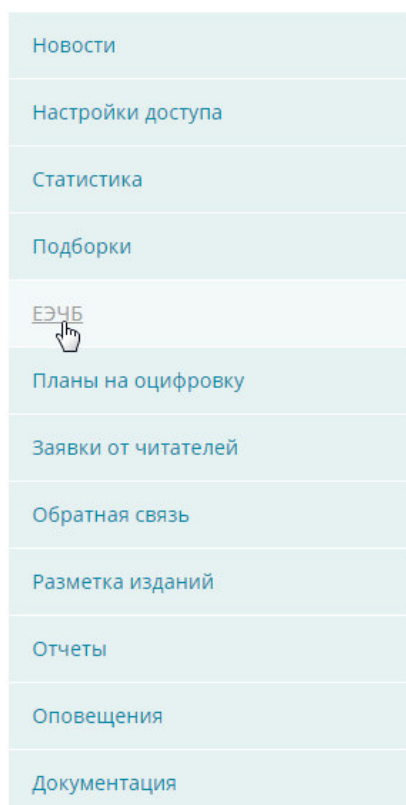 Новости
Настройки доступа
Статистика
Подборки
ЕЭЧБ
Планы на оцифровку
Заявки от читателей
Обратная связь
Разметка изданий
Отчеты
Оповещения
Документация